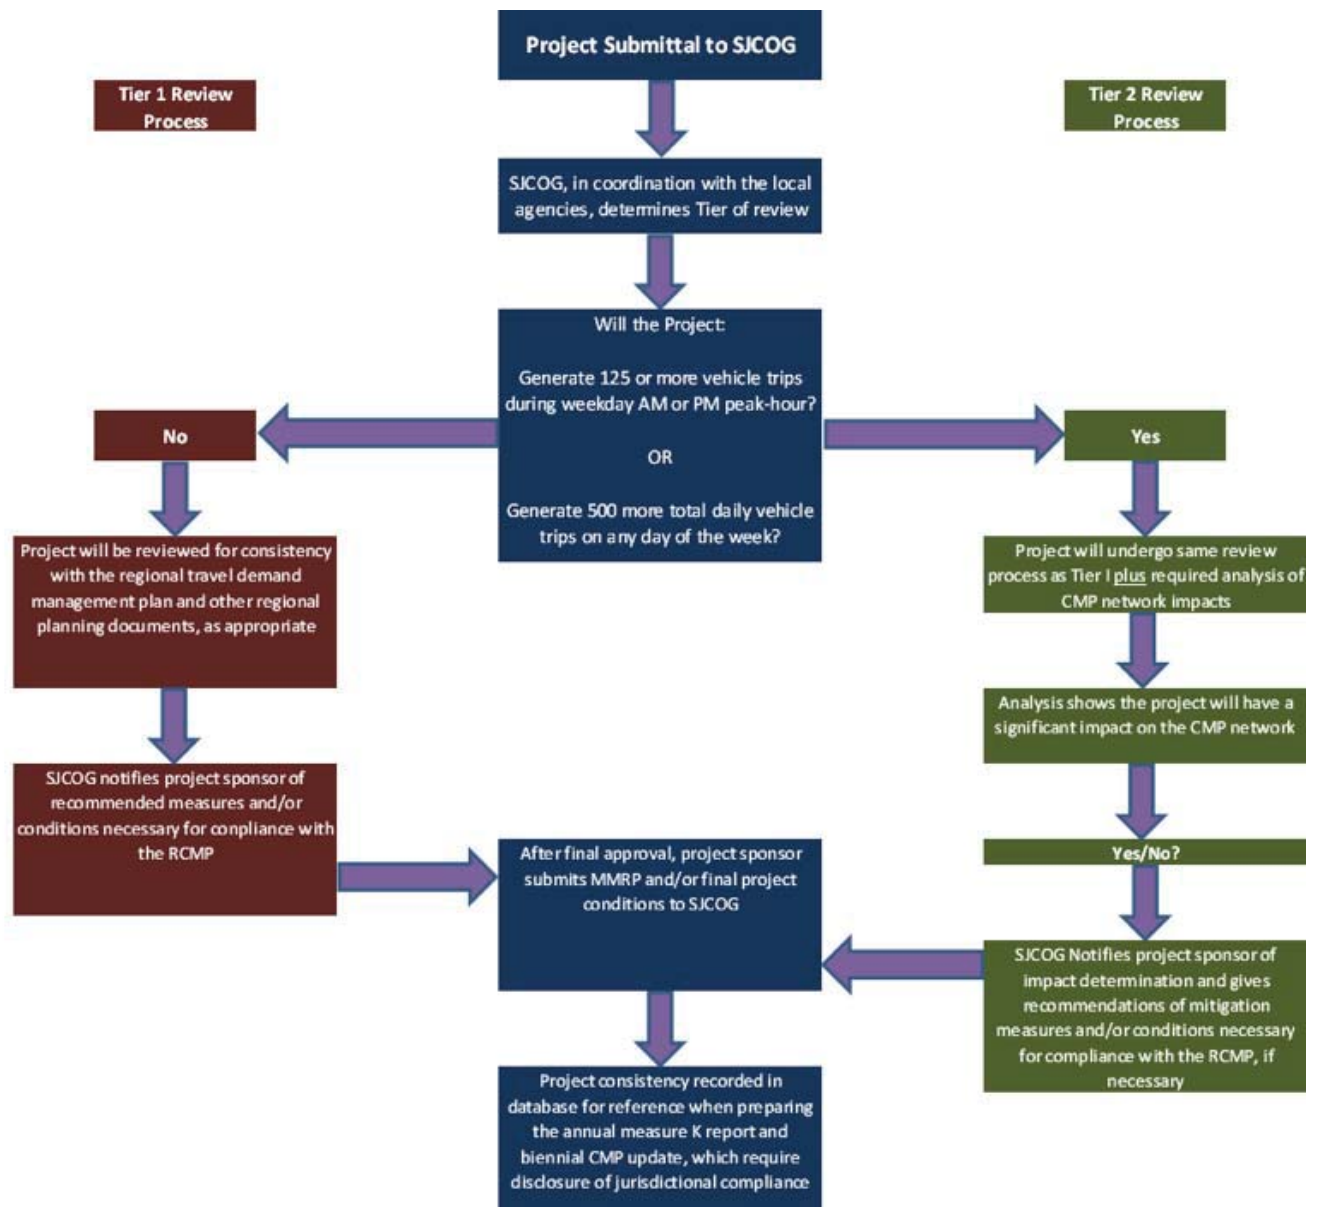 Project Submittal to SJCOG
Tier 1 Review
Process
Tier 2 Review
Process
SJCOG, in coordination with the local
agencies, determines Tier of review
Will the Project:
Generate 125 or more vehicle trips
during weekday AM or PM peak-hour?
OR
Generate 500 more total daily vehicle
trips on any day of the week?
No
Yes
Project will be reviewed for consistency
with the regional travel demand
management plan and other regional
planning documents, as appropriate
SJCOG notifies project sponsor of
recommended measures and/or
conditions necessary for conpliance with
the RCMP
Project will undergo same review
process as Tier I plus required analysis of
CMP network impacts
Analysis shows the project will have a
significant impact on the CMP network
Yes/No?
SJCOG Notifies project sponsor of
impact determination and gives
recommendations of mitigation
measures and/or conditions necessary
for compliance with the RCMP, if
necessary
After final approval, project sponsor
submits MMRP and/or final project
conditions to SJCOG
Project consistency recorded in
database for reference when preparing
the annual measure K report and
biennial CMP update, which require
disclosure of jurisdictional compliance